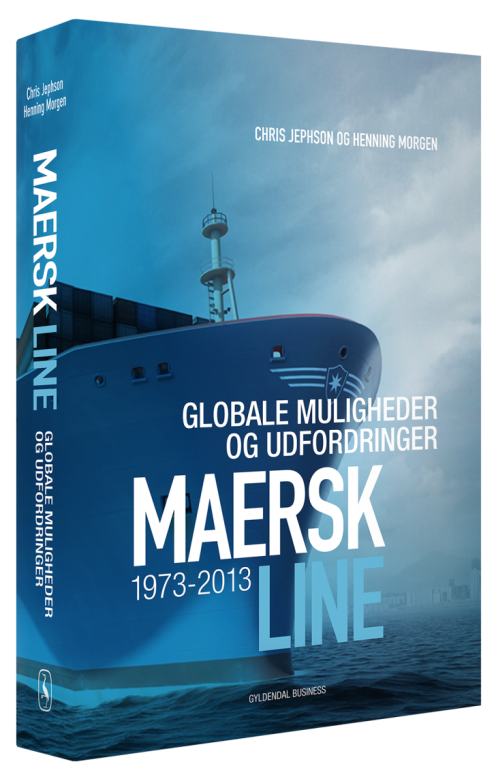 Chris Jephson
Henning Morgen
MAERSK LINE
GLOBALE MULIGHEDER
OG UDFORDRINGER
CHRIS JEPHSON OG HENNING MORGEN
GLOBALE MULIGHEDER
OG UDFORDRINGER
MAERSK
1973-2013
LINE
GYLDENDAL BUSINESS